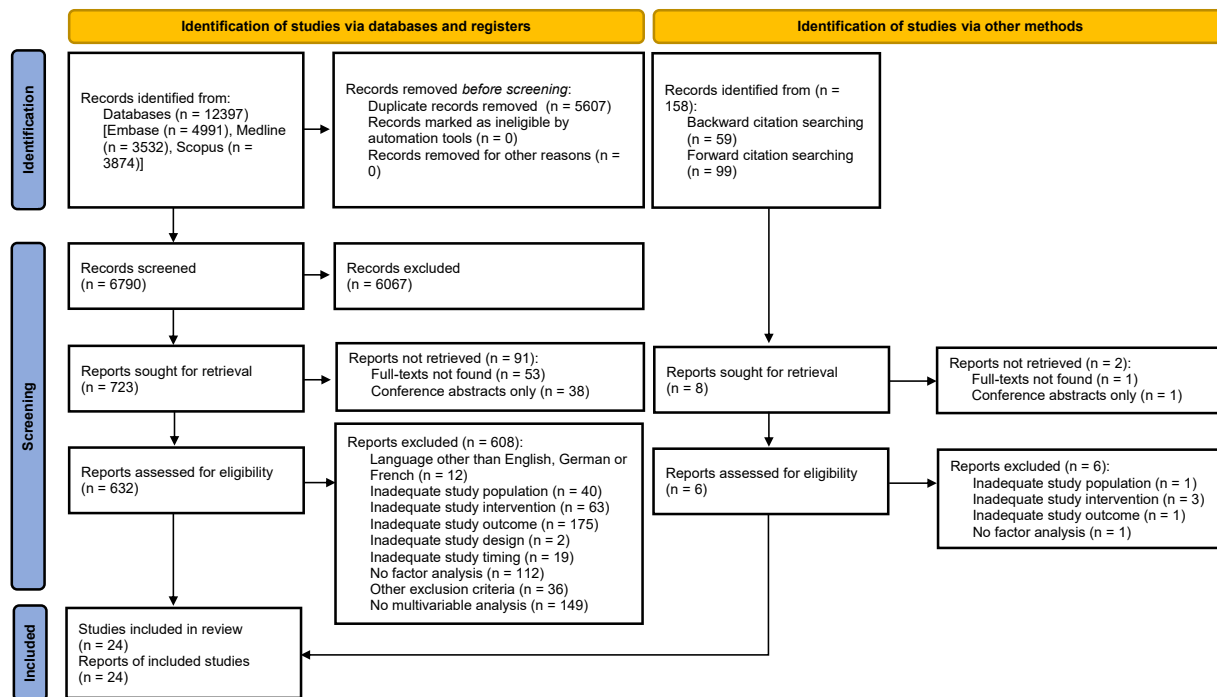 Identification of studies via databases and registers
Identification of studies via other methods
Identification
Records identified from:
Databases (n = 12397)
[Embase (n = 4991), Medline
(n = 3532), Scopus (n =
3874)]
Records removed before screening:
Duplicate records removed (n = 5607)
Records marked as ineligible by
automation tools (n = 0)
Records removed for other reasons (n =
0)
Records identified from (n =
158):
Backward citation searching
(n = 59)
Forward citation searching
(n = 99)
Screening
Records screened
(n = 6790)
Records excluded
(n = 6067)
Reports sought for retrieval
(n = 723)
Reports not retrieved (n = 91):
Full-texts not found (n = 53)
Conference abstracts only (n = 38)
Reports sought for retrieval
(n = 8)
Reports not retrieved (n = 2):
Full-texts not found (n = 1)
Conference abstracts only (n = 1)
Reports assessed for eligibility
(n = 632)
Reports excluded (n = 608):
Language other than English, German or
French (n = 12)
Inadequate study population (n = 40)
Inadequate study intervention (n = 63)
Inadequate study outcome (n = 175)
Inadequate study design (n = 2)
Inadequate study timing (n = 19)
No factor analysis (n = 112)
Other exclusion criteria (n = 36)
No multivariable analysis (n = 149)
Reports assessed for eligibility
(n = 6)
Reports excluded (n = 6):
Inadequate study population (n = 1)
Inadequate study intervention (n = 3)
Inadequate study outcome (n = 1)
No factor analysis (n = 1)
Included
Studies included in review
(n = 24)
Reports of included studies
(n = 24)